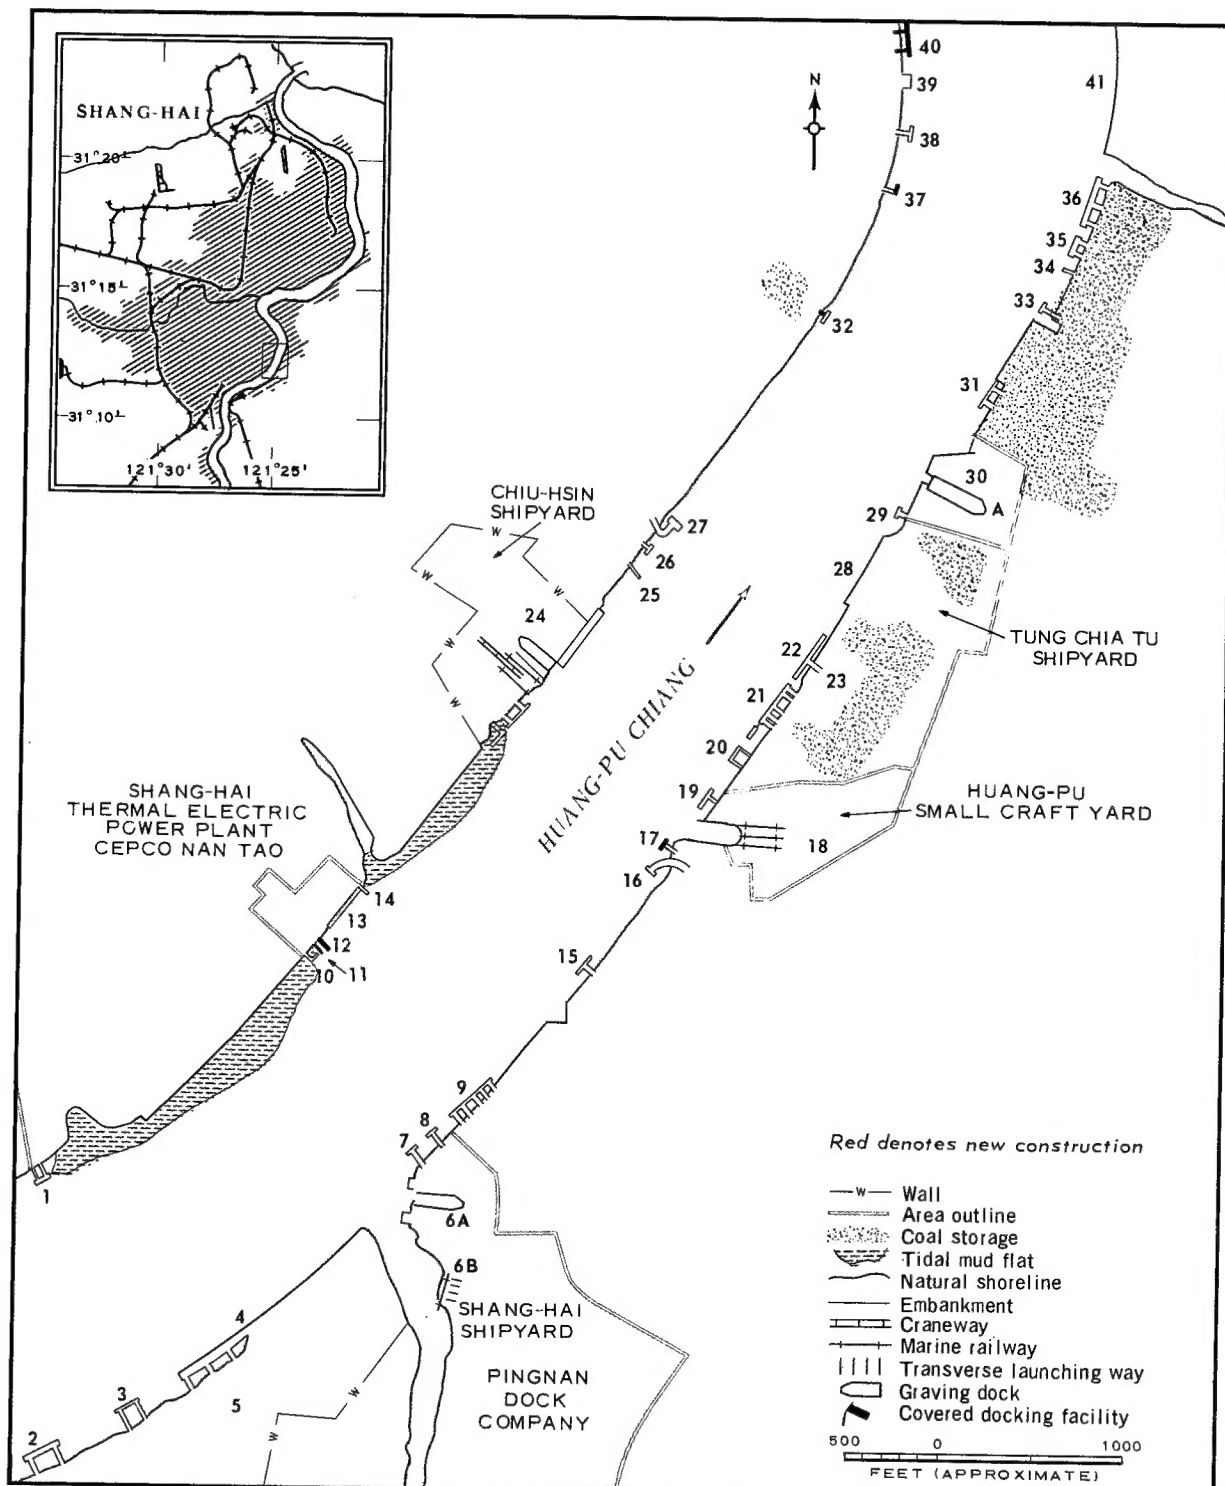 SHANG-HAI
31°20'
31°15'
31°10'
121°30'
121°25'
N
40
39
41
38
37
36
35
34
33
32
31
CHIU-HSIN
SHIPYARD
30
A
29
27
26
25
28
24
TUNG CHIA TU
SHIPYARD
22
23
21
20
HUANG-PU CHIANG
SHANG-HAI
THERMAL ELECTRIC
POWER PLANT
CEPCO NAN TAO
19
HUANG-PU
SMALL CRAFT YARD
18
17
16
14
13
12
11
10
15
9
8
7
1
6A
6B
SHANG-HAI
SHIPYARD
4
5
3
2
PINGNAN
DOCK
COMPANY
Red denotes new construction
W Wall
Area outline
Coal storage
Tidal mud flat
Natural shoreline
Embankment
Craneway
Marine railway
Transverse launching way
Graving dock
Covered docking facility
500 0 1000
FEET (APPROXIMATE)
W
W
W
W
W
W
W